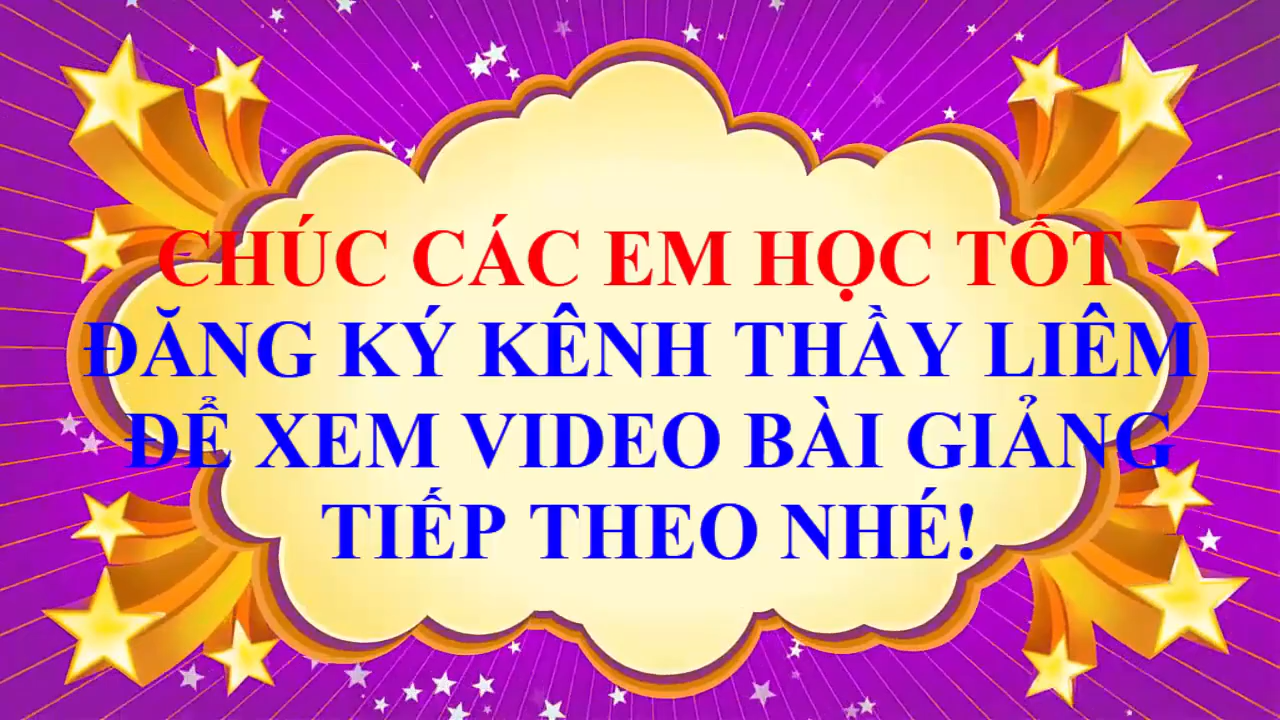 CHÚC CÁC EM HỌC TỐT
ĐĂNG KÝ KÊNH THẦY LIÊM
ĐỂ XEM VIDEO BÀI GIẢNG
TIẾP THEO NHÉ!